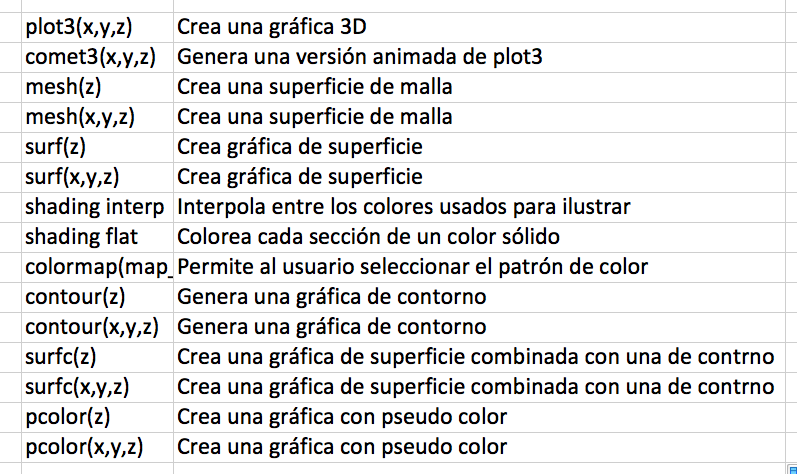 plot3(x,y,z) Crea una gráfica 3D
comet3(x,y,z) Genera una versión animada de plot3
mesh(z) Crea una superficie de malla
mesh(x,y,z) Crea una superficie de malla
surf(z) Crea gráfica de superficie
surf(x,y,z) Crea gráfica de superficie
shading interp Interpola entre los colores usados para ilustrar
shading flat Colorea cada sección de un color sólido
colormap(map_ Permite al usuario seleccionar el patrón de color
contour(z) Genera una gráfica de contorno
contour(x,y,z) Genera una gráfica de contorno
surfc(z) Crea una gráfica de superficie combinada con una de contrno
surfc(x,y,z) Crea una gráfica de superficie combinada con una de contrno
pcolor(z) Crea una gráfica con pseudo color
pcolor(x,y,z) Crea una gráfica con pseudo color